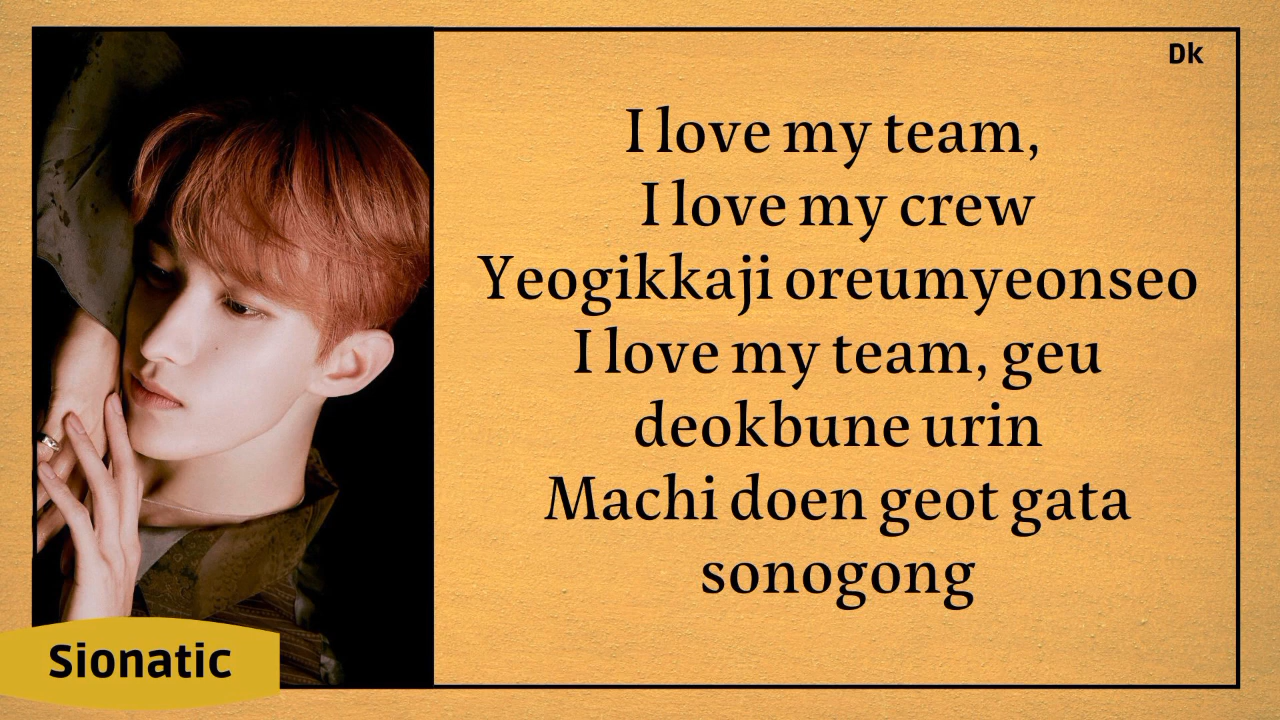 Dk
I love my team,
I love my crew
Yeogikkaji oreumyeonseo
I love my team, geu
deokbune urin
Machi doen geot gata
sonogong
Sionatic